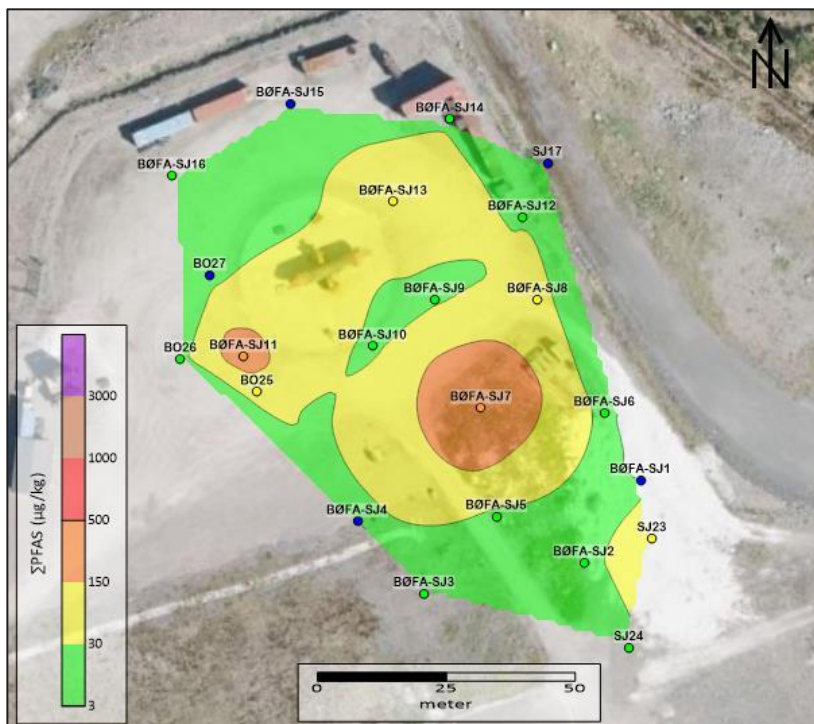 N
BØFA-SJ15
BØFA-SJ14
SJ17
BØFA-SJ16
BØFA-SJ13
BØFA-SJ12
BO27
BØFA-SJ9
BØFA-SJ8
BØFA-SJ10
BO26
BØFA-SJ11
BO25
BØFA-SJ7
BØFA-SJ6
BØFA-SJ1
BØFA-SJ5
BØFA-SJ4
SJ23
BØFA-SJ2
BØFA-SJ3
SJ24
ΣPFAS (µg/kg)
3000
1000
500
150
30
3
0 25 50
meter